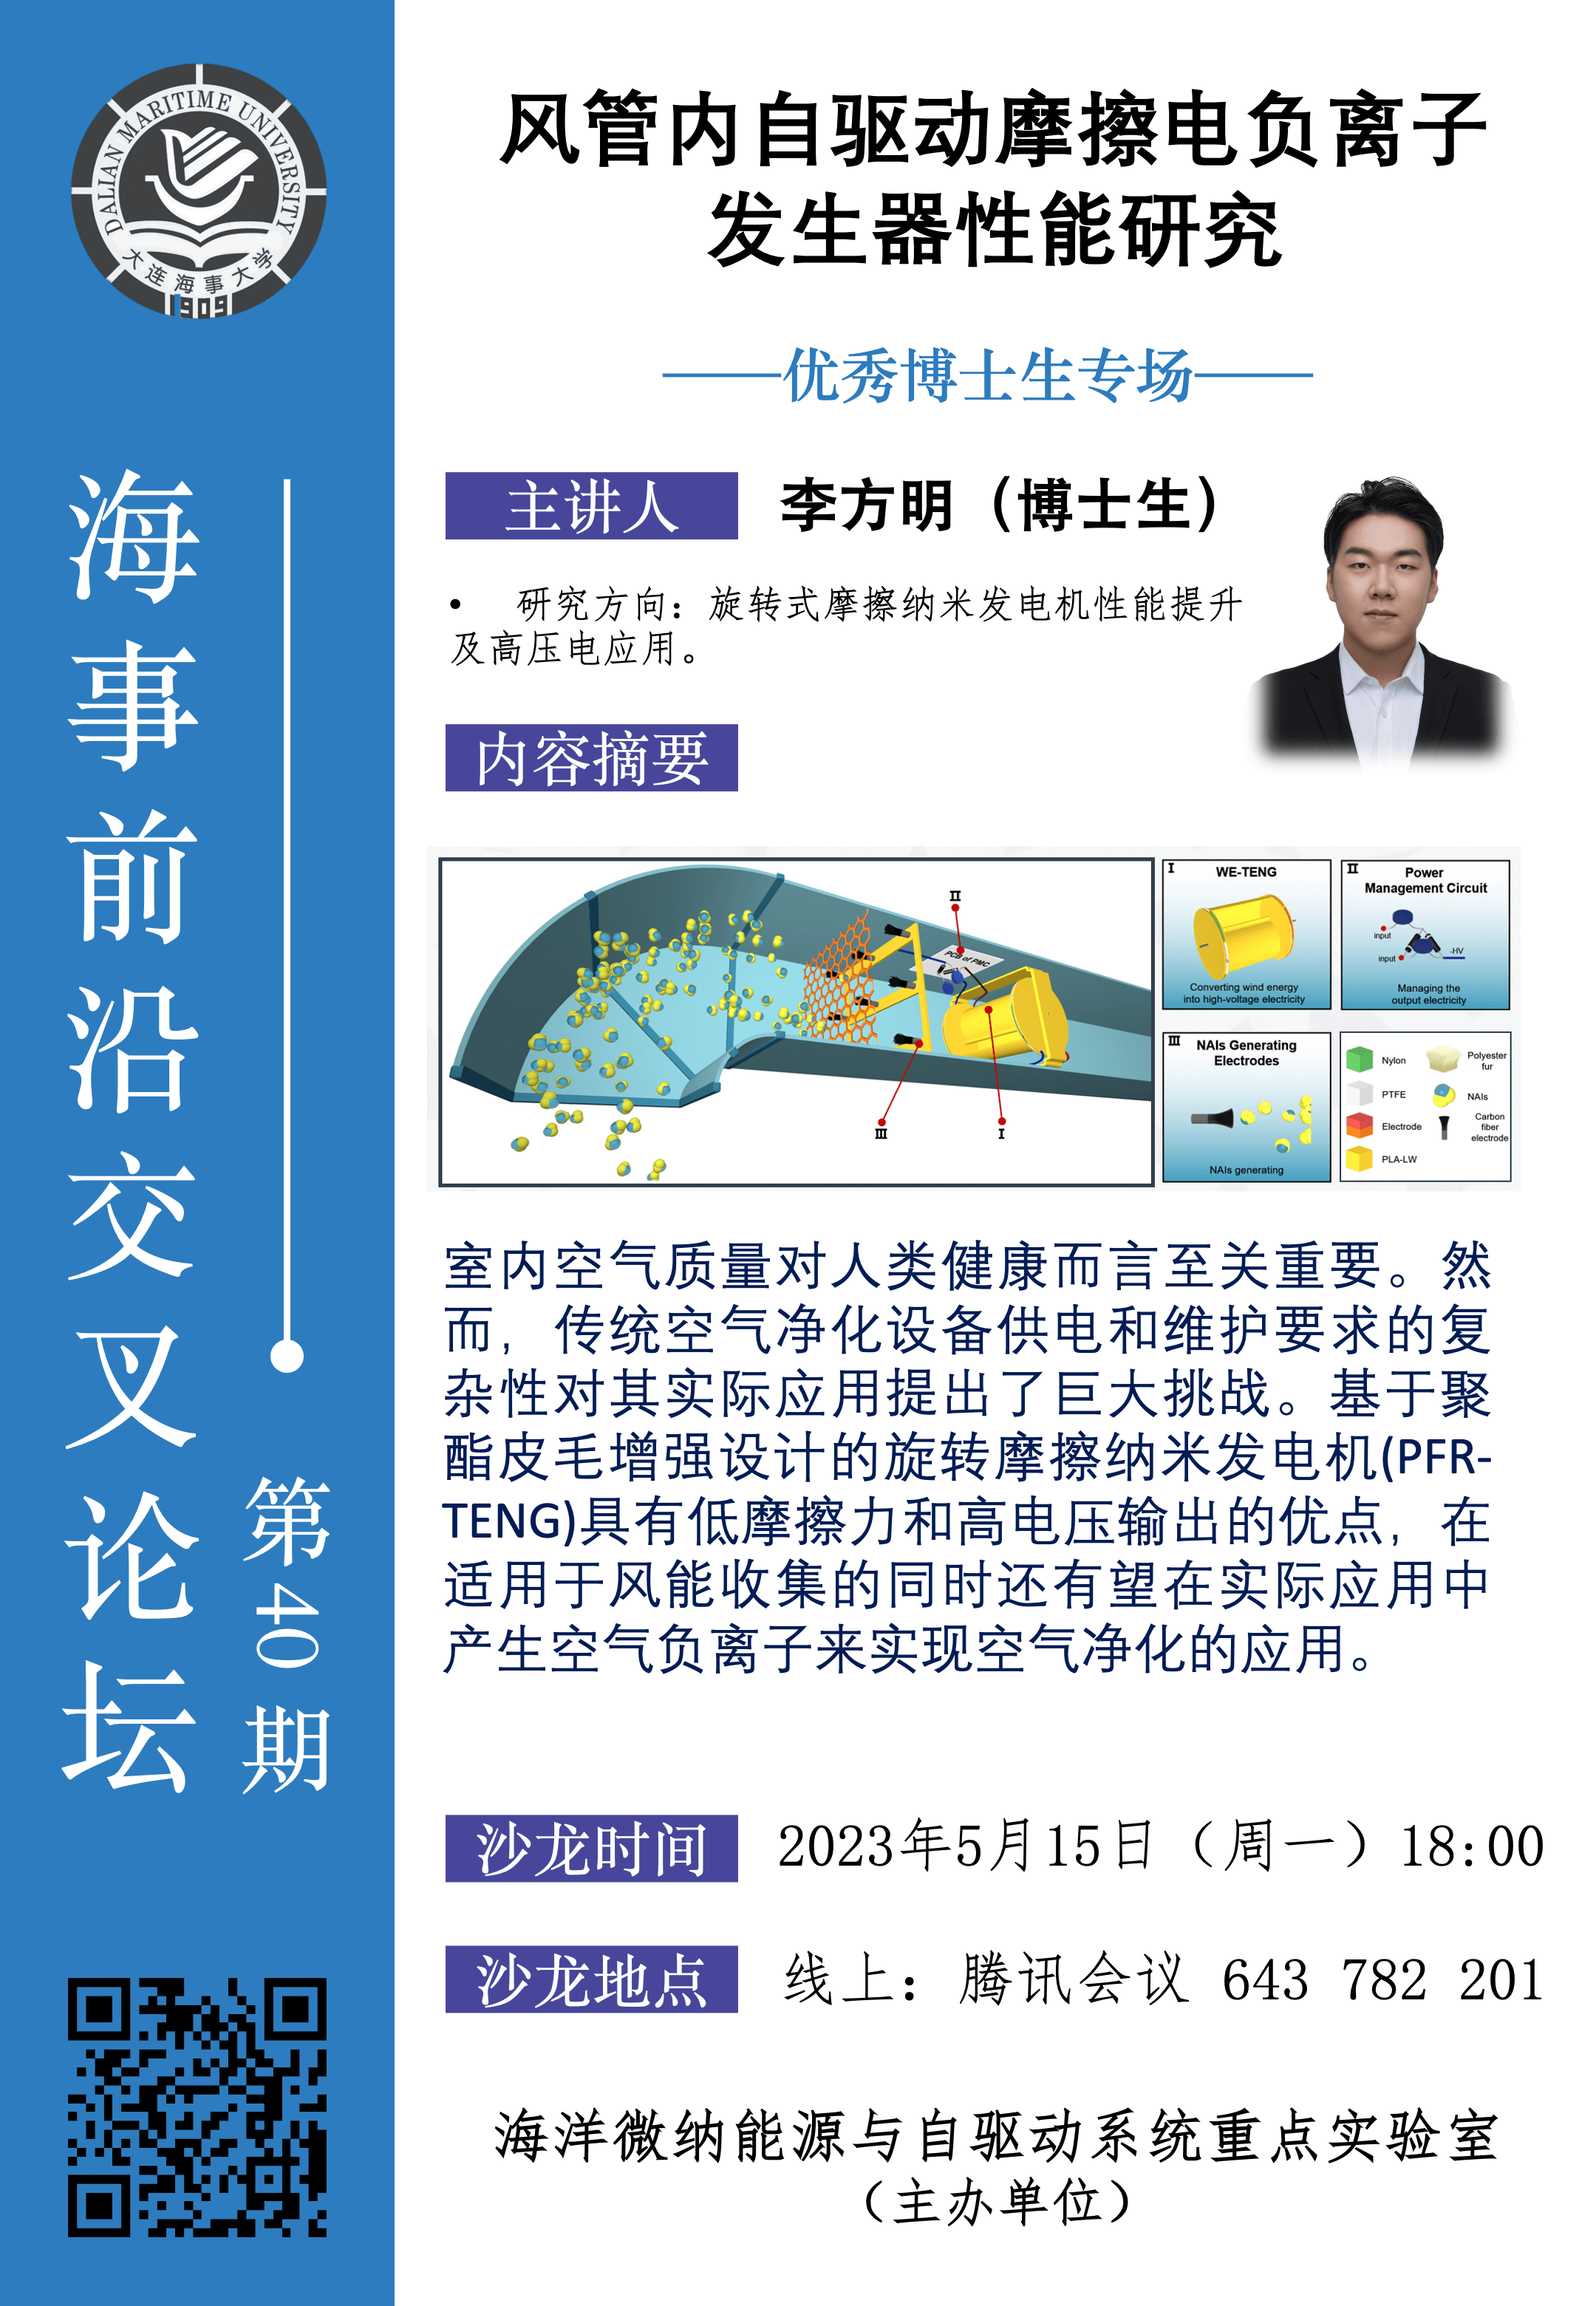 DALIAN MARITIME UNIVERSITY
大连海事大学
1909
海事前沿交叉论坛
第40期
风管内自驱动摩擦电负离子
发生器性能研究
——优秀博士生专场——
主讲人
李方明（博士生）
• 研究方向：旋转式摩擦纳米发电机性能提升
及高压电应用。
内容摘要
II
PCB of PMC
III
I
I
WE-TENG
Converting wind energy
into high-voltage electricity
II
Power
Management Circuit
input
input
-HV
Managing the
output electricity
III
NAIs Generating
Electrodes
NAIs generating
Nylon
Polyester
fur
PTFE
NAIs
Electrode
Carbon
fiber
electrode
PLA-LW
室内空气质量对人类健康而言至关重要。然
而，传统空气净化设备供电和维护要求的复
杂性对其实际应用提出了巨大挑战。基于聚
酯皮毛增强设计的旋转摩擦纳米发电机(PFR-
TENG)具有低摩擦力和高电压输出的优点，在
适用于风能收集的同时还有望在实际应用中
产生空气负离子来实现空气净化的应用。
沙龙时间
2023年5月15日（周一）18:00
沙龙地点
线上：腾讯会议 643 782 201
海洋微纳能源与自驱动系统重点实验室
（主办单位）